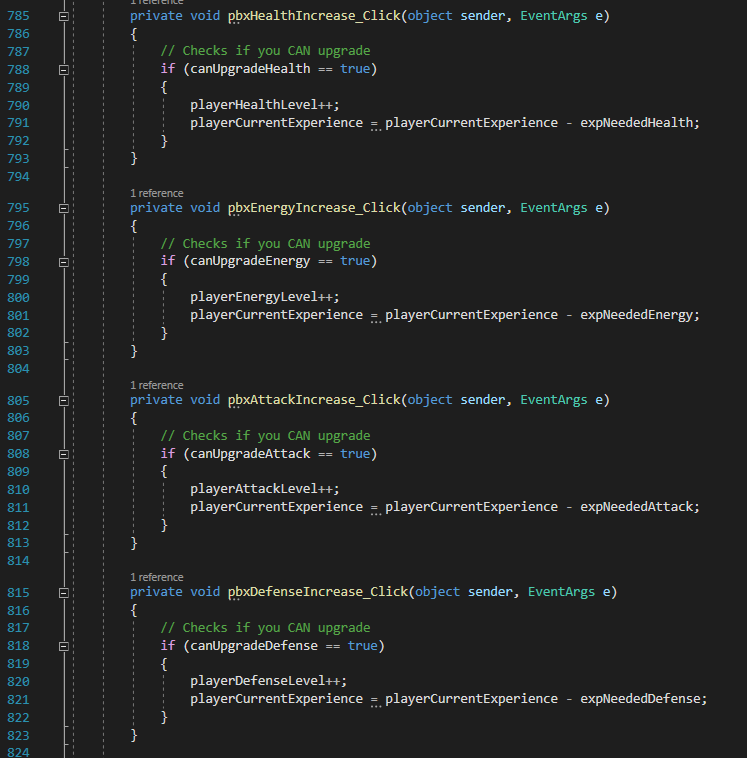 1 reference
785 private void pbxHealthIncrease_Click(object sender, EventArgs e)
786 {
787 // Checks if you CAN upgrade
788 if (canUpgradeHealth == true)
789 {
790 playerHealthLevel++;
791 playerCurrentExperience = playerCurrentExperience - expNeededHealth;
792 }
793 }
794
1 reference
795 private void pbxEnergyIncrease_Click(object sender, EventArgs e)
796 {
797 // Checks if you CAN upgrade
798 if (canUpgradeEnergy == true)
799 {
800 playerEnergyLevel++;
801 playerCurrentExperience = playerCurrentExperience - expNeededEnergy;
802 }
803 }
804
1 reference
805 private void pbxAttackIncrease_Click(object sender, EventArgs e)
806 {
807 // Checks if you CAN upgrade
808 if (canUpgradeAttack == true)
809 {
810 playerAttackLevel++;
811 playerCurrentExperience = playerCurrentExperience - expNeededAttack;
812 }
813 }
814
1 reference
815 private void pbxDefenseIncrease_Click(object sender, EventArgs e)
816 {
817 // Checks if you CAN upgrade
818 if (canUpgradeDefense == true)
819 {
820 playerDefenseLevel++;
821 playerCurrentExperience = playerCurrentExperience - expNeededDefense;
822 }
823 }
824